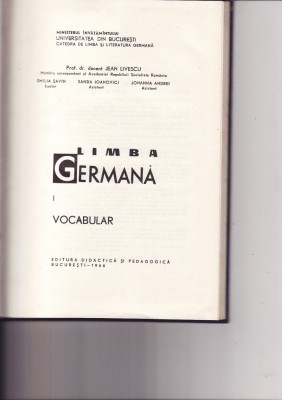 MINISTERUL ÎNVĂȚĂMÎNTULUI
UNIVERSITATEA DIN BUCUREȘTI
CATEDRA DE LIMBA ȘI LITERATURA GERMANĂ
Prof. dr. docent JEAN LIVESCU
Membru corespondent al Academiei Republicii Socialiste România
EMILIA SAVIN SANDA IOANOVICI JOHANNA ANDREI
Lector Asistent Asistent
LIMBA
GERMANĂ
I
VOCABULAR
EDITURA DIDACTICĂ ȘI PEDAGOGICĂ
BUCUREȘTI-1966